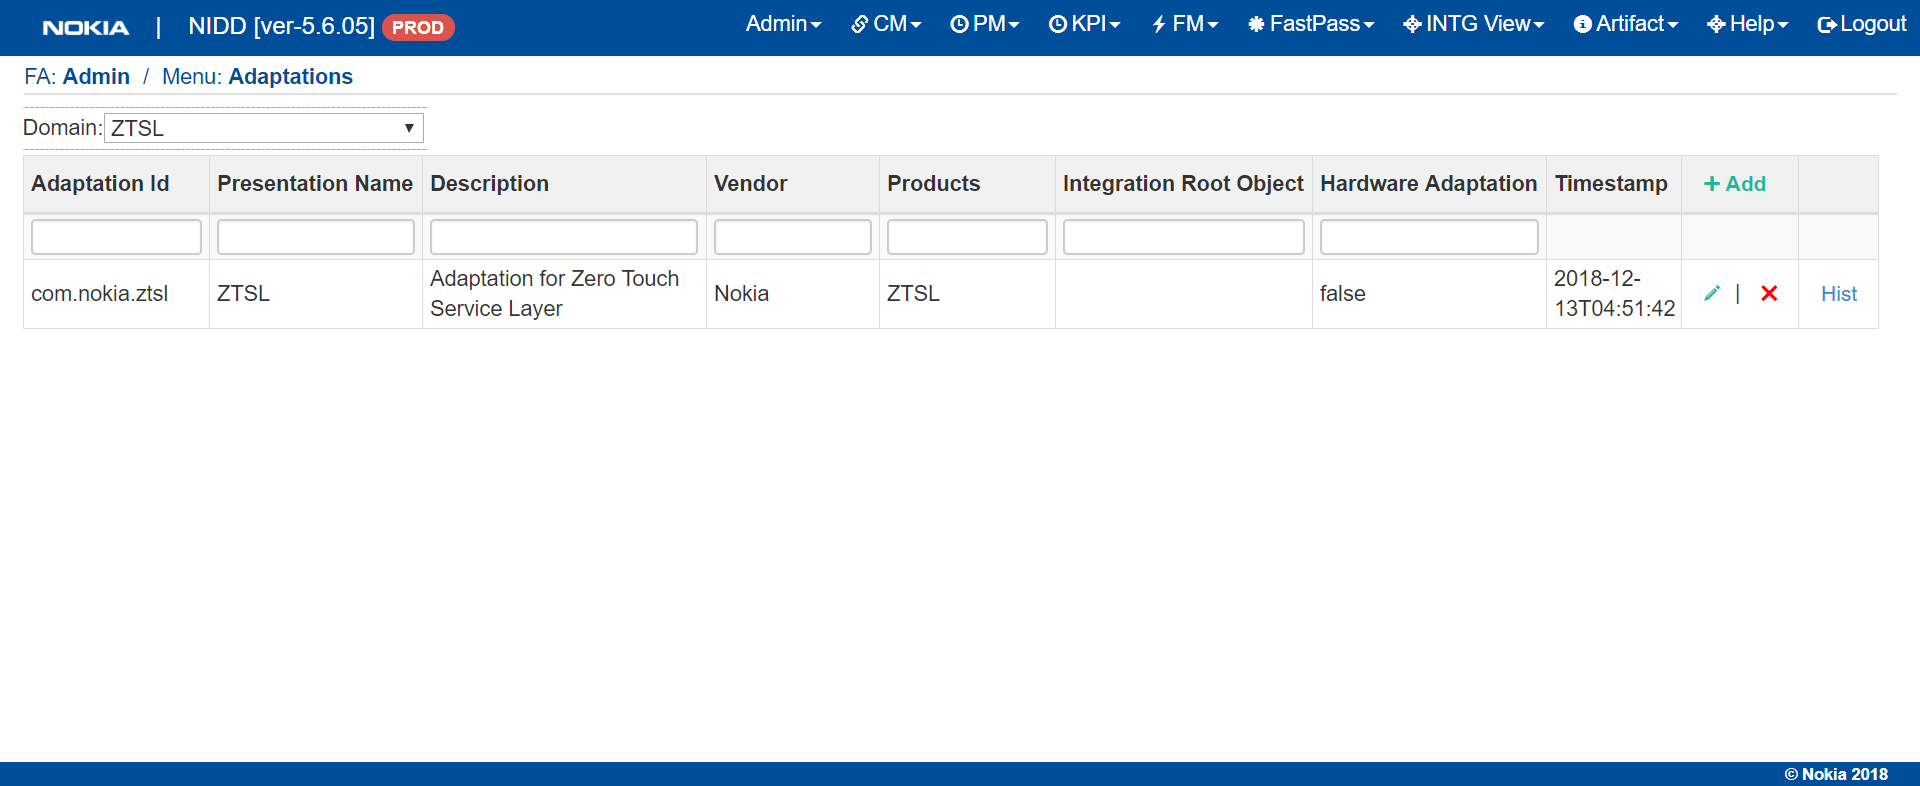 NOKIA | NIDD [ver-5.6.05] PROD Admin CM PM KPI FM FastPass INTG View Artifact Help Logout
FA: Admin / Menu: Adaptations
Domain: ZTSL
Adaptation Id Presentation Name Description Vendor Products Integration Root Object Hardware Adaptation Timestamp + Add
com.nokia.ztsl ZTSL Adaptation for Zero Touch Nokia ZTSL false 2018-12- | Hist
Service Layer 13T04:51:42
© Nokia 2018